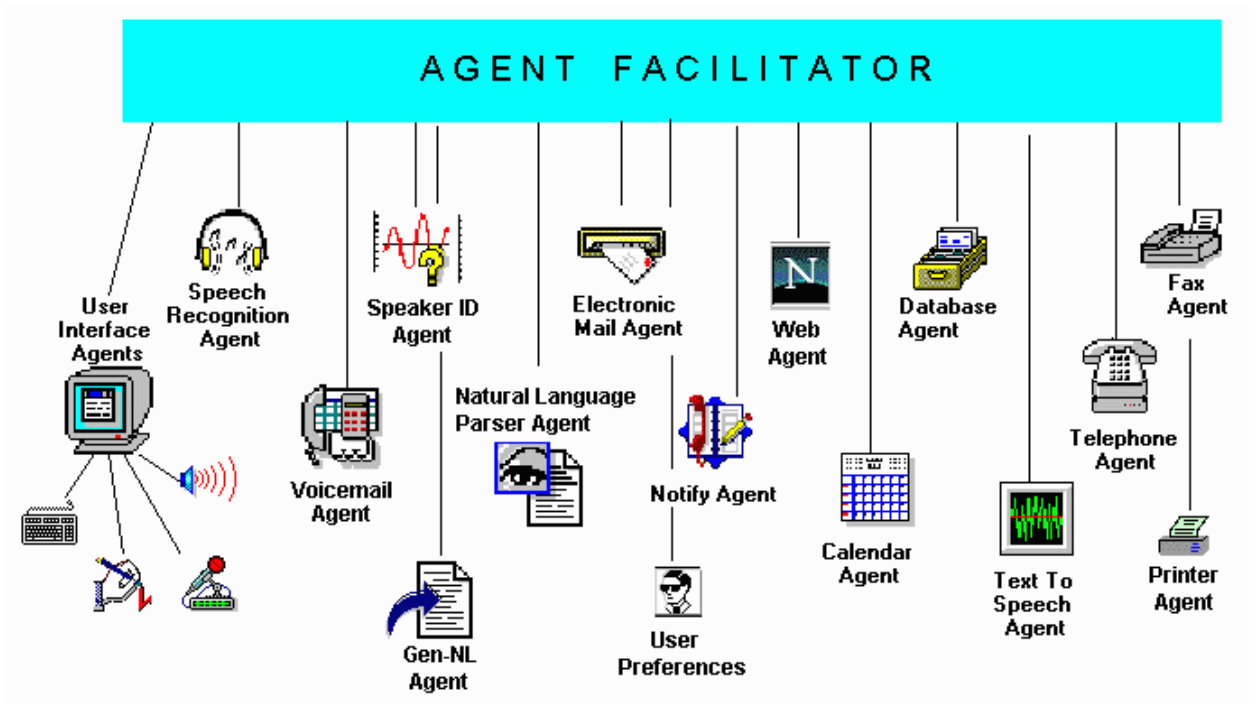 AGENT FACILITATOR
User
Interface
Agents
Speech
Recognition
Agent
Speaker ID
Agent
Electronic
Mail Agent
N
Web
Agent
Database
Agent
Fax
Agent
Voicemail
Agent
Natural Language
Parser Agent
Notify Agent
Calendar
Agent
Telephone
Agent
Text To
Speech
Agent
Printer
Agent
Gen-NL
Agent
User
Preferences